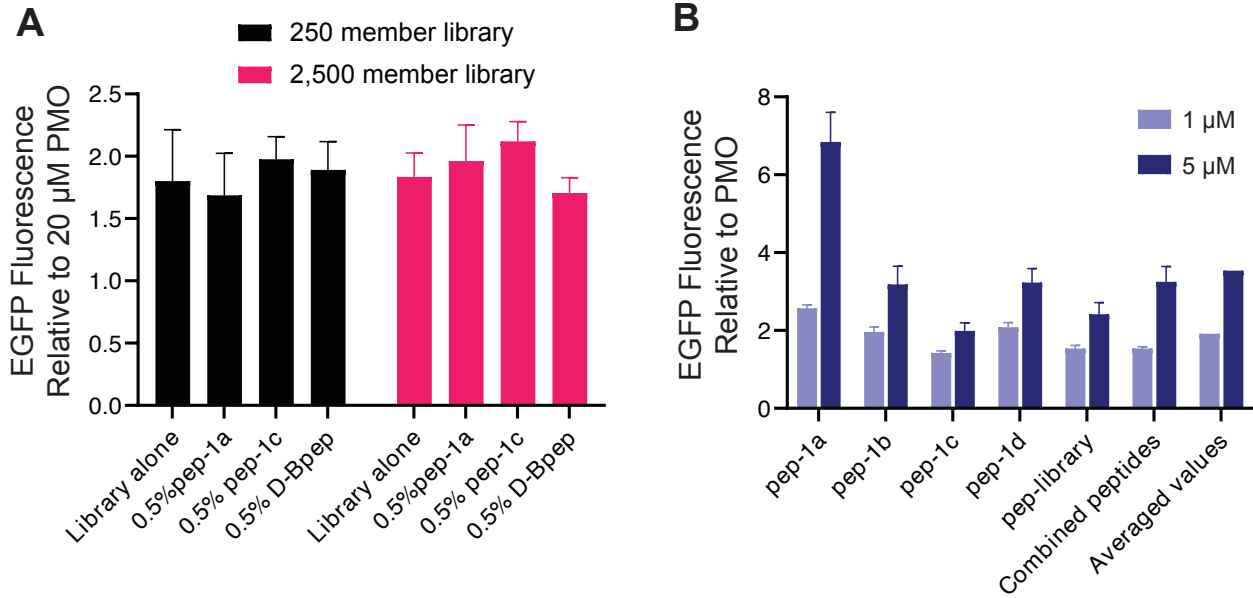 A
250 member library
2,500 member library
EGFP Fluorescence
Relative to 20 µM PMO
2.5
2.0
1.5
1.0
0.5
0.0
Library alone
0.5%pep-1a
0.5% pep-1c
0.5% D-Bpep
Library alone
0.5%pep-1a
0.5% pep-1c
0.5% D-Bpep
B
1 µM
5 µM
EGFP Fluorescence
Relative to PMO
8
6
4
2
0
pep-1a
pep-1b
pep-1c
pep-1d
pep-library
Combined peptides
Averaged values